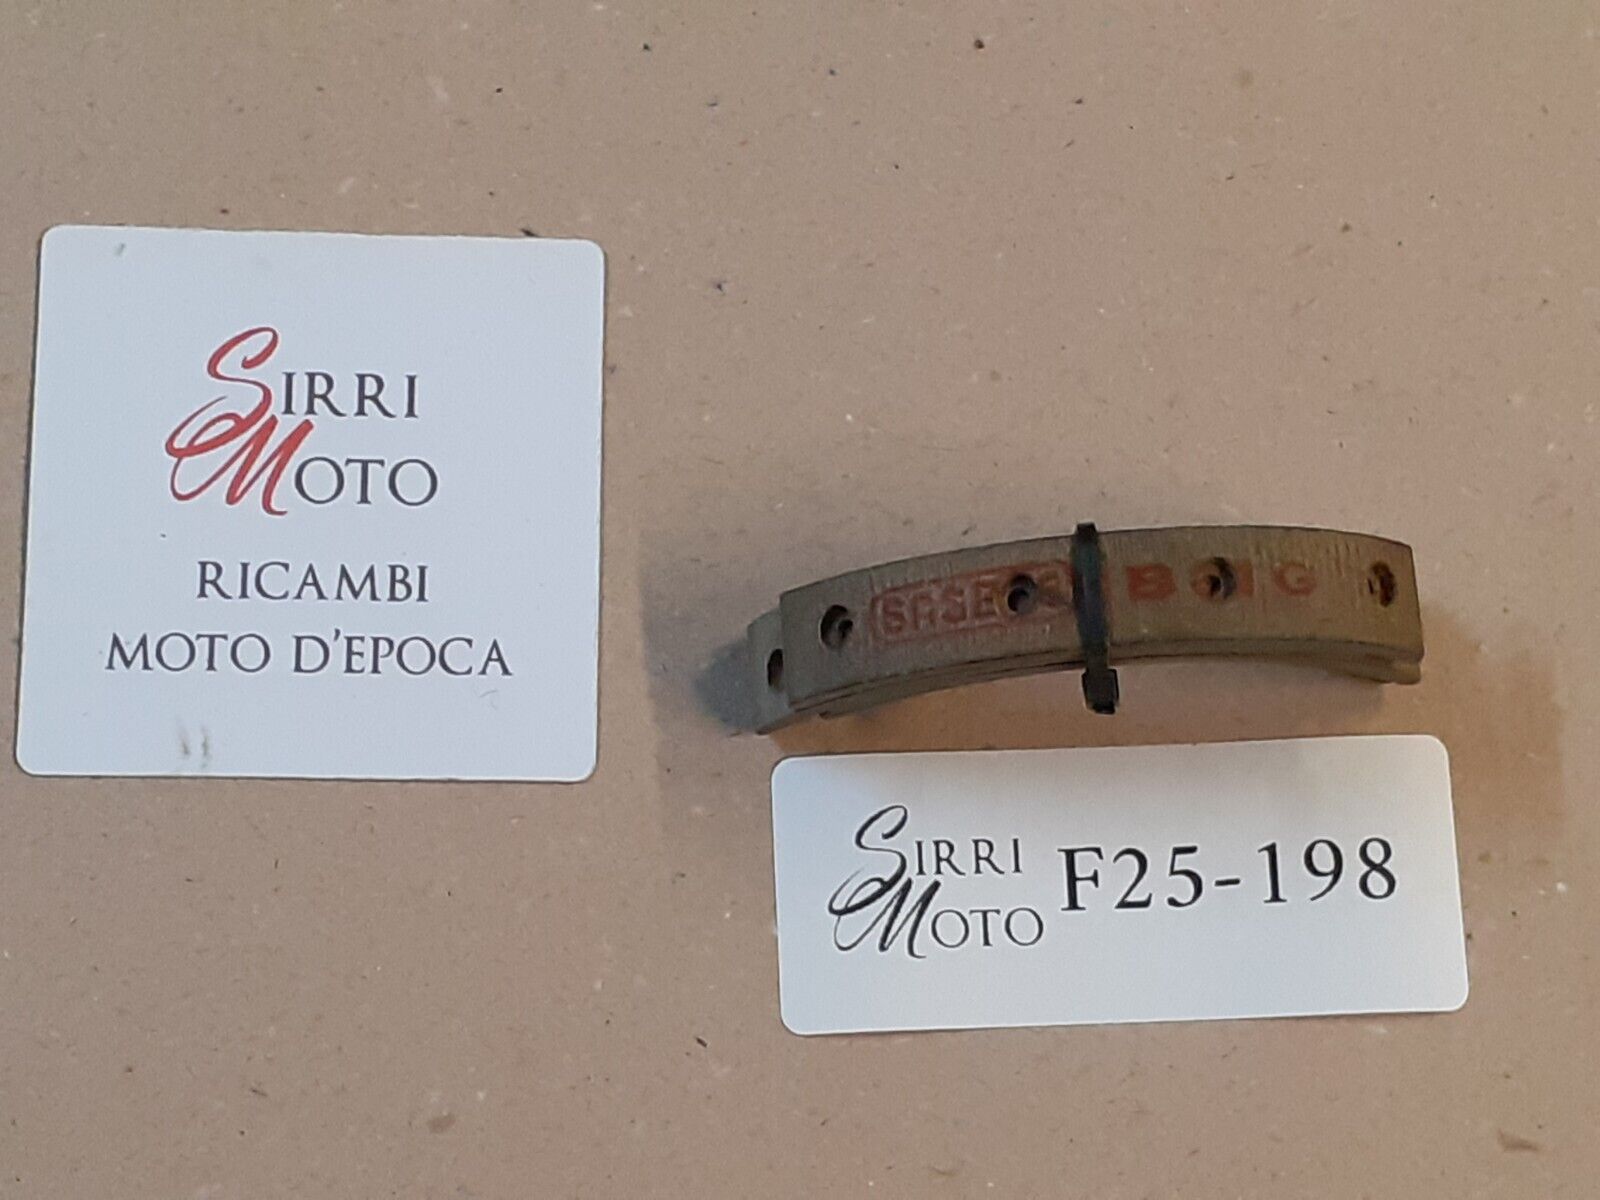 SIRRI
MOTO
RICAMBI
MOTO D'EPOCA
SIRRI
MOTO
F25-198